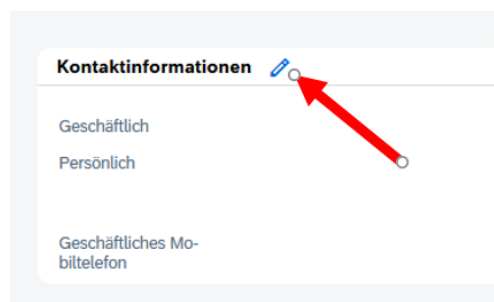 Kontaktinformationen
Geschäftlich
Persönlich
Geschäftliches Mo-
biltelefon